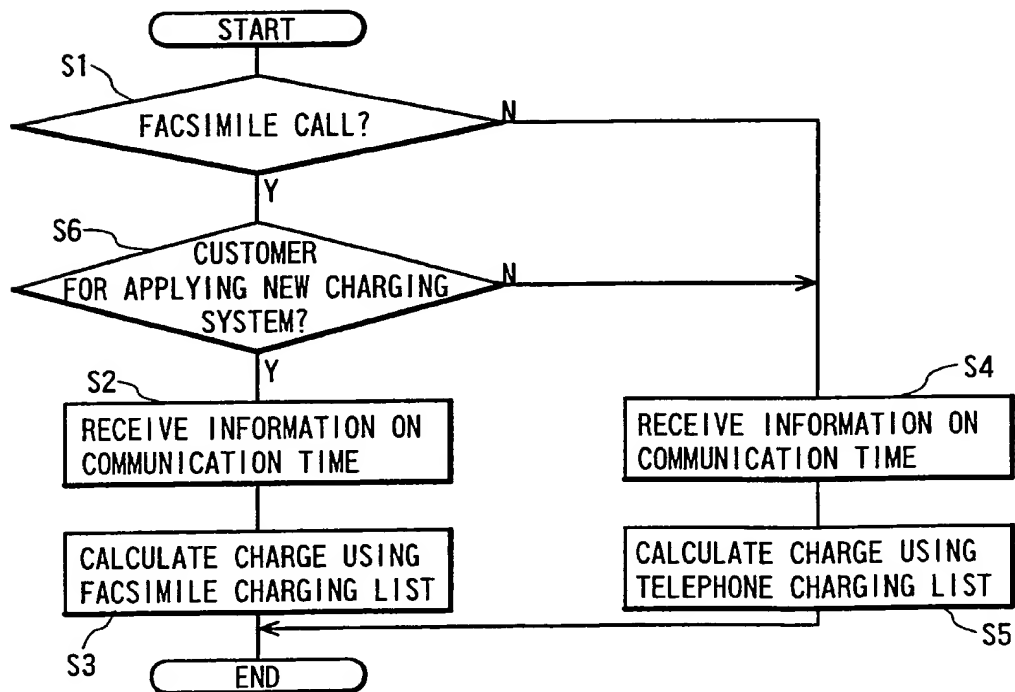 START
S1
FACSIMILE CALL?
N
Y
S6
CUSTOMER
FOR APPLYING NEW CHARGING
SYSTEM?
N
Y
S2
RECEIVE INFORMATION ON
COMMUNICATION TIME
S4
RECEIVE INFORMATION ON
COMMUNICATION TIME
CALCULATE CHARGE USING
FACSIMILE CHARGING LIST
S3
CALCULATE CHARGE USING
TELEPHONE CHARGING LIST
S5
END